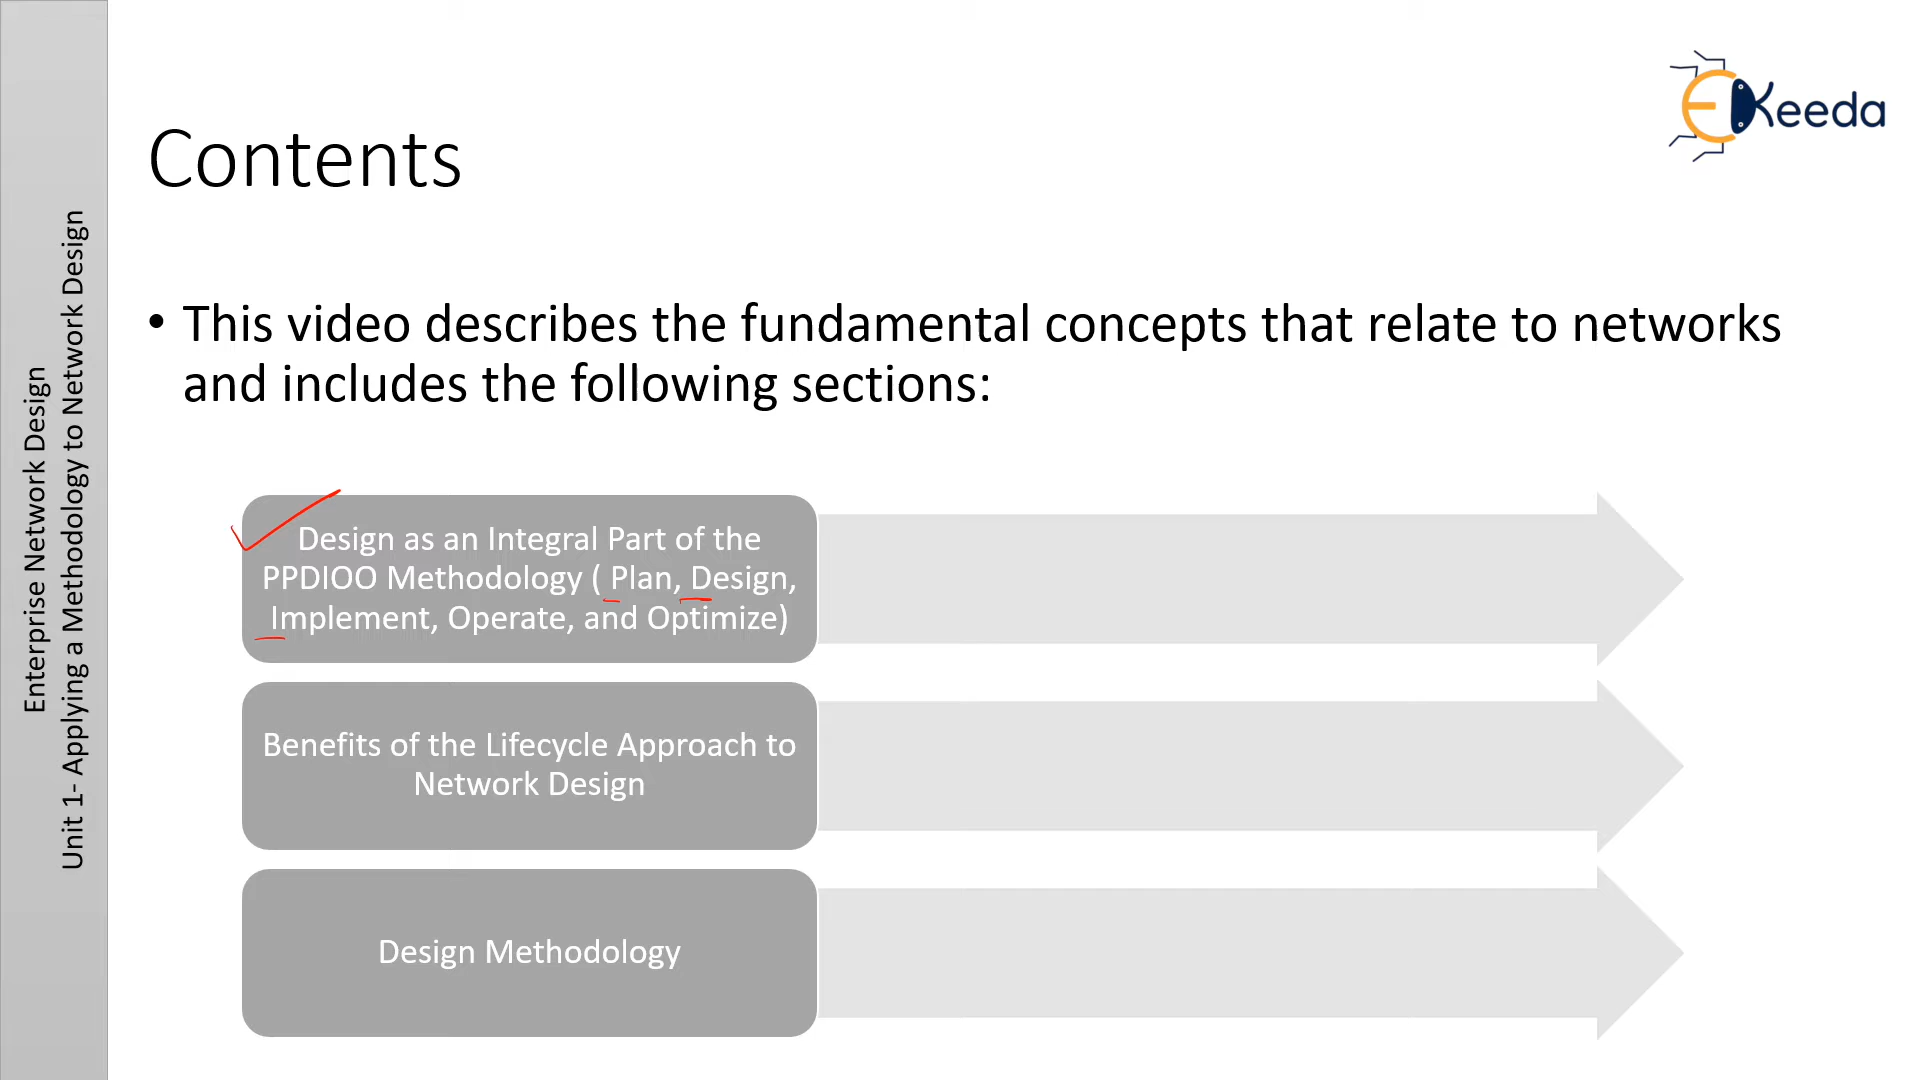 Enterprise Network Design
Unit 1- Applying a Methodology to Network Design
EKeeda
Contents
• This video describes the fundamental concepts that relate to networks
and includes the following sections:
Design as an Integral Part of the
PPDIOO Methodology ( Plan, Design,
Implement, Operate, and Optimize)
Benefits of the Lifecycle Approach to
Network Design
Design Methodology